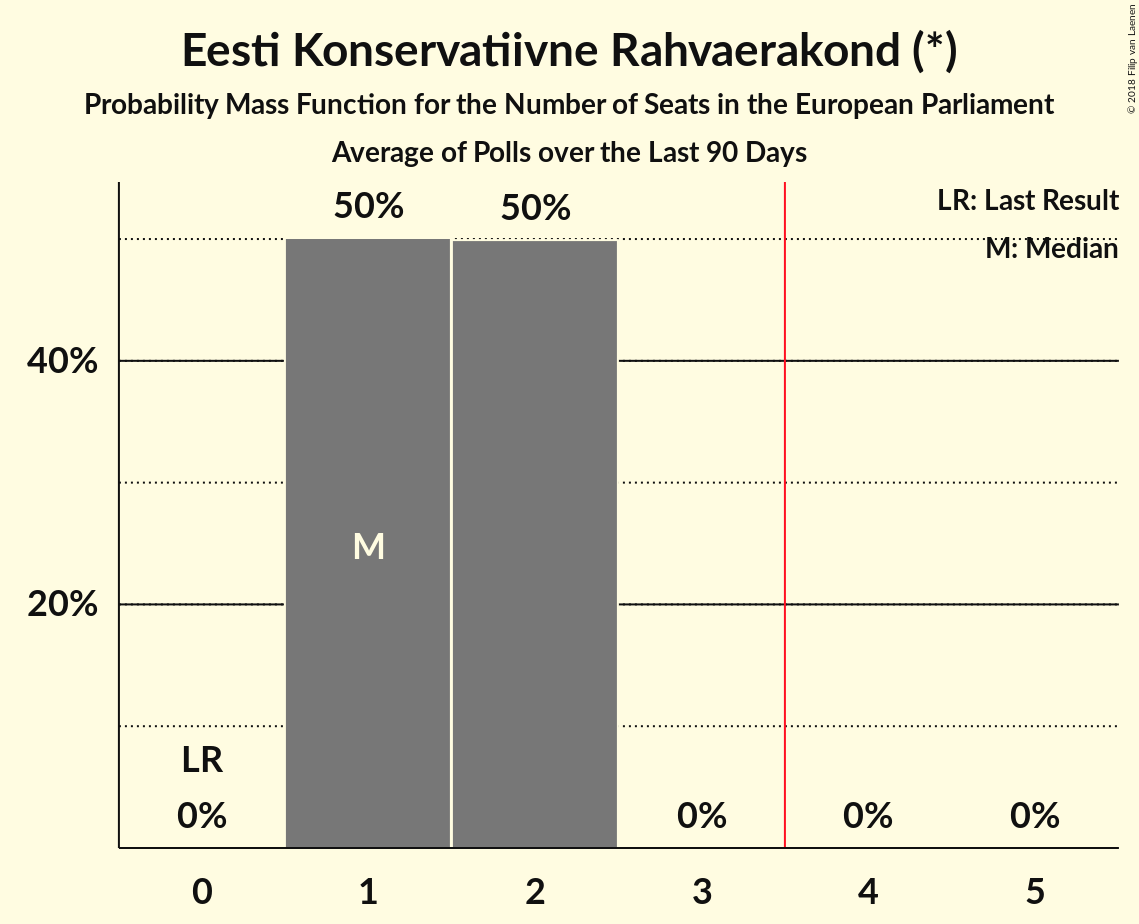 Eesti Konservatiivne Rahvaerakond (*)
Probability Mass Function for the Number of Seats in the European Parliament
Average of Polls over the Last 90 Days
© 2018 Filip van Laenen
50% 50%
LR: Last Result
M: Median
40%
M
20%
LR
0% 0% 0% 0%
0 1 2 3 4 5